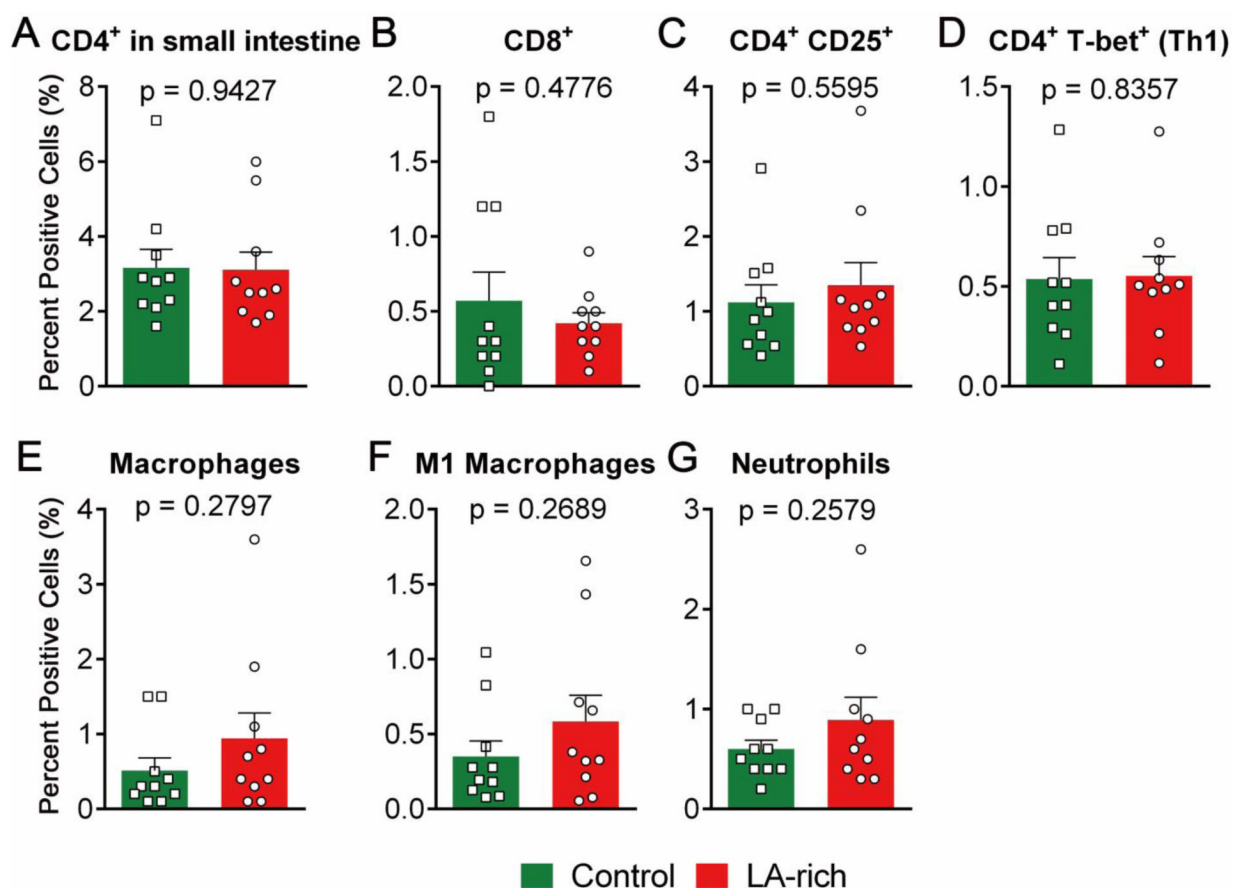 A CD4⁺ in small intestine
B CD8⁺
C CD4⁺ CD25⁺
D CD4⁺ T-bet⁺ (Th1)
Percent Positive Cells (%)
p = 0.9427
8
6
4
2
0
p = 0.4776
2.0
1.5
1.0
0.5
0.0
p = 0.5595
4
3
2
1
0
p = 0.8357
1.5
1.0
0.5
0.0
E Macrophages
F M1 Macrophages
G Neutrophils
Percent Positive Cells (%)
p = 0.2797
4
3
2
1
0
p = 0.2689
2.0
1.5
1.0
0.5
0.0
p = 0.2579
3
2
1
0
Control LA-rich